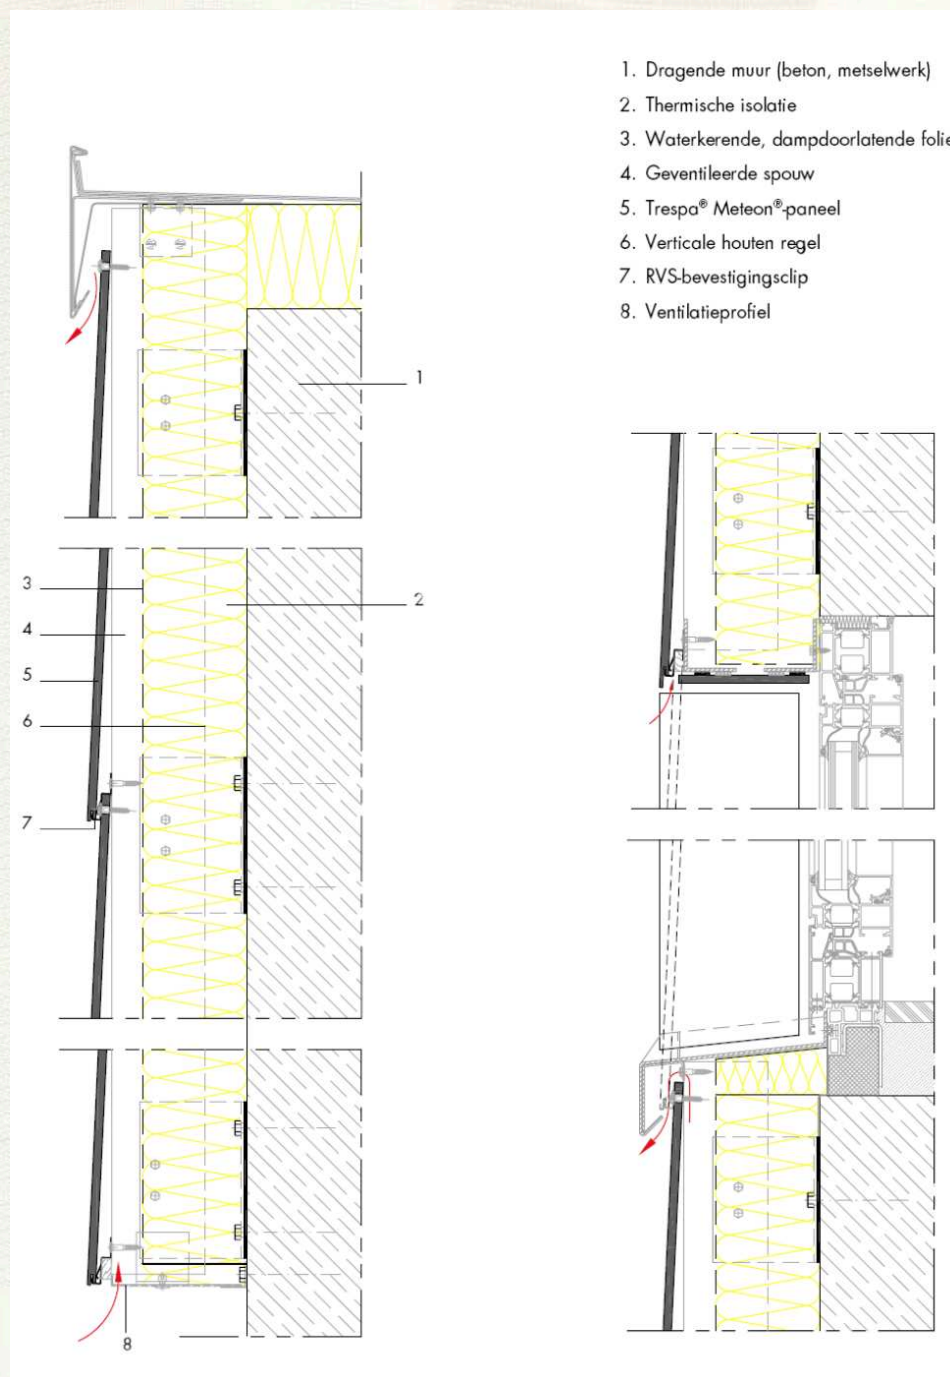 1. Dragende muur (beton, metselwerk)
2. Thermische isolatie
3. Waterkerende, dampdoorlatende folie
4. Geventileerde spouw
5. Trespa® Meteon®-paneel
6. Verticale houten regel
7. RVS-bevestigingsclip
8. Ventilatieprofiel
1
3
2
4
5
6
7
8